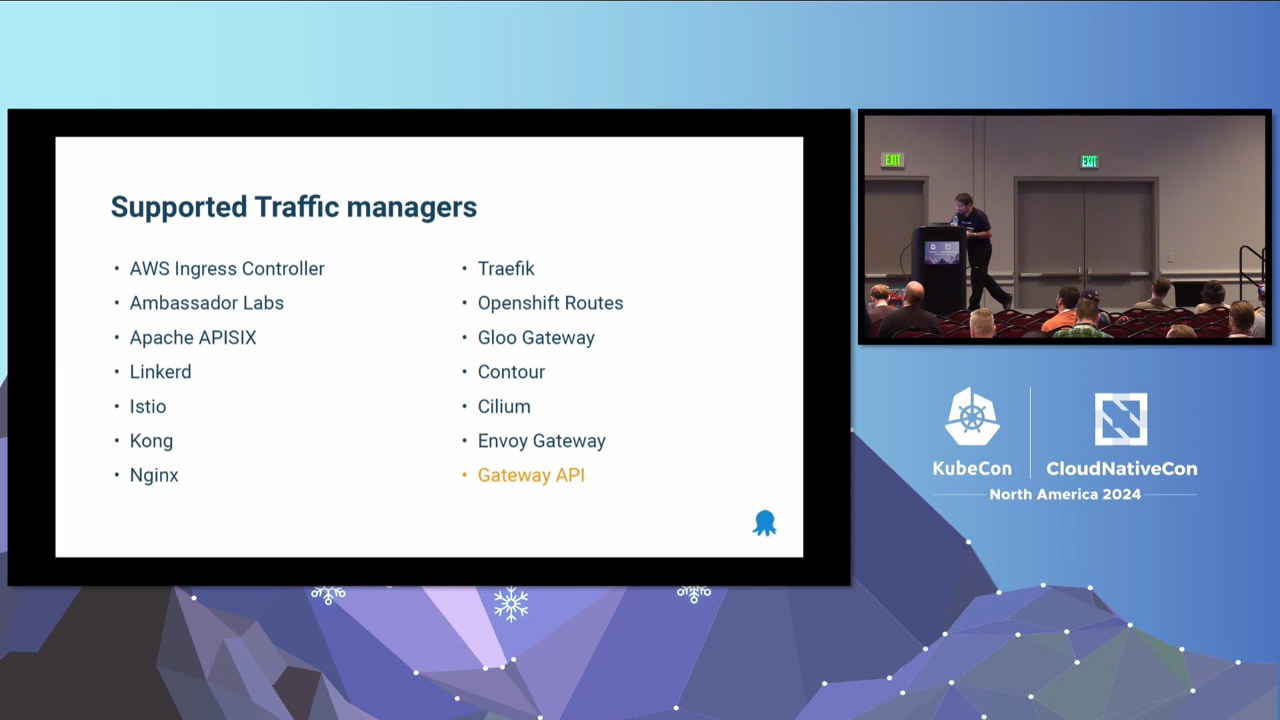 Supported Traffic managers
• AWS Ingress Controller
• Ambassador Labs
• Apache APISIX
• Linkerd
• Istio
• Kong
• Nginx
• Traefik
• Openshift Routes
• Gloo Gateway
• Contour
• Cilium
• Envoy Gateway
• Gateway API
EXIT
EXIT
KubeCon
CloudNativeCon
North America 2024